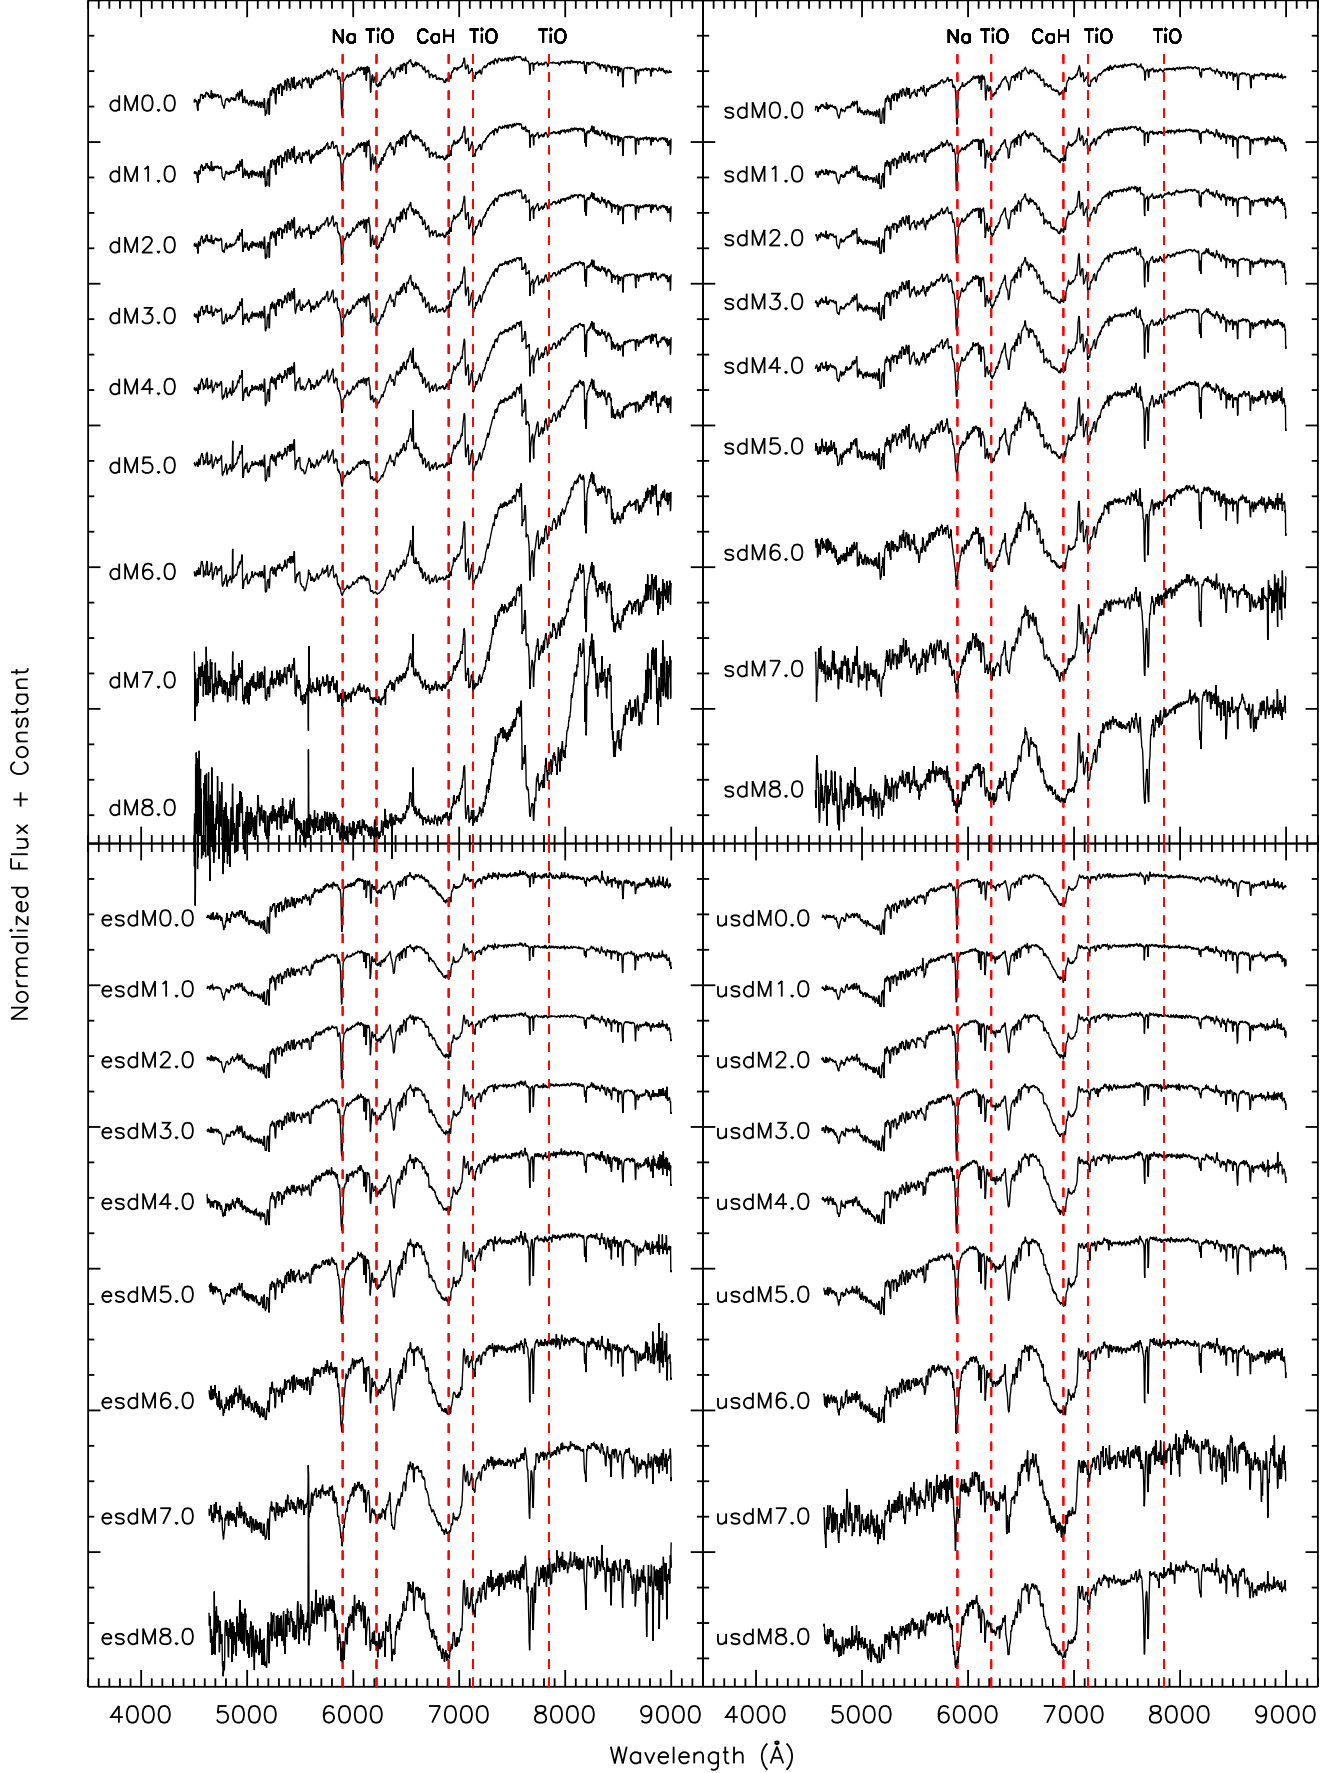 Na TiO CaH TiO TiO
dM0.0
dM1.0
dM2.0
dM3.0
dM4.0
dM5.0
dM6.0
dM7.0
dM8.0
Na TiO CaH TiO TiO
sdM0.0
sdM1.0
sdM2.0
sdM3.0
sdM4.0
sdM5.0
sdM6.0
sdM7.0
sdM8.0
esdM0.0
esdM1.0
esdM2.0
esdM3.0
esdM4.0
esdM5.0
esdM6.0
esdM7.0
esdM8.0
usdM0.0
usdM1.0
usdM2.0
usdM3.0
usdM4.0
usdM5.0
usdM6.0
usdM7.0
usdM8.0
4000 5000 6000 7000 8000 9000
4000 5000 6000 7000 8000 9000
Wavelength (Å)
Normalized Flux + Constant